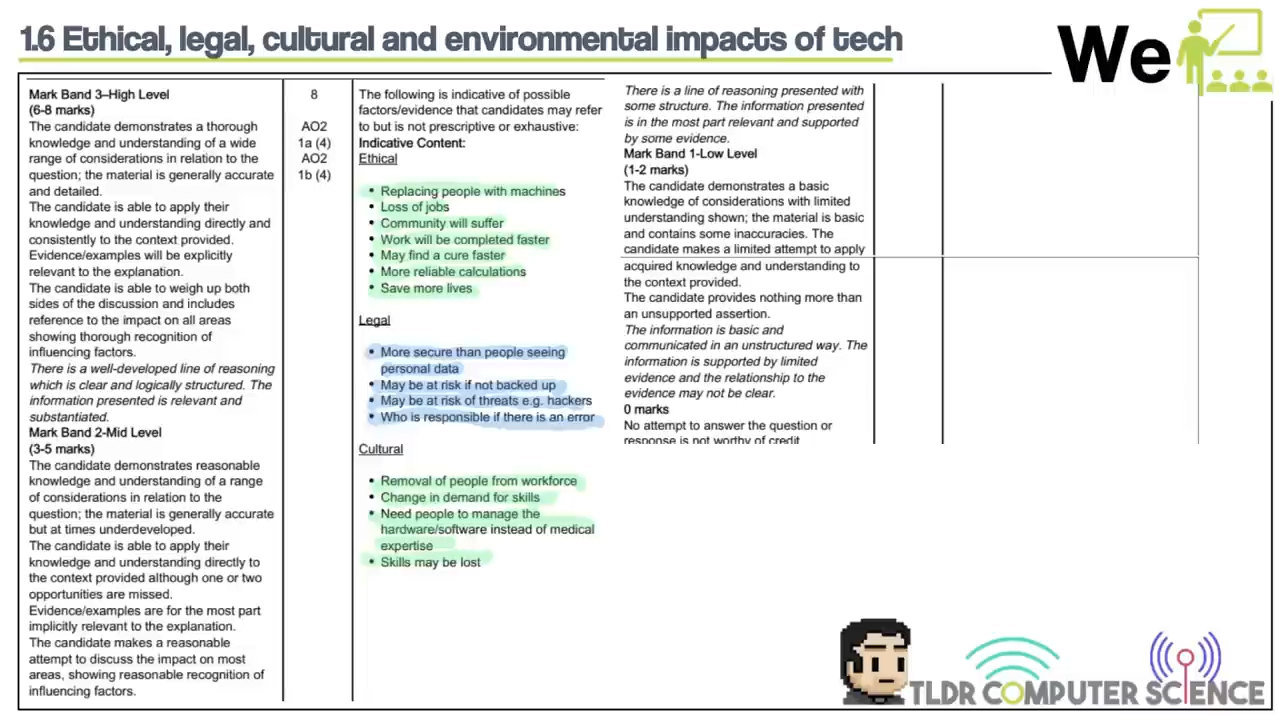 1.6 Ethical, legal, cultural and environmental impacts of tech
We
Mark Band 3–High Level
(6-8 marks)
The candidate demonstrates a thorough
knowledge and understanding of a wide
range of considerations in relation to the
question; the material is generally accurate
and detailed.
The candidate is able to apply their
knowledge and understanding directly and
consistently to the context provided.
Evidence/examples will be explicitly
relevant to the explanation.
The candidate is able to weigh up both
sides of the discussion and includes
reference to the impact on all areas
showing thorough recognition of
influencing factors.
There is a well-developed line of reasoning
which is clear and logically structured. The
information presented is relevant and
substantiated.
Mark Band 2-Mid Level
(3-5 marks)
The candidate demonstrates reasonable
knowledge and understanding of a range
of considerations in relation to the
question; the material is generally accurate
but at times underdeveloped.
The candidate is able to apply their
knowledge and understanding directly to
the context provided although one or two
opportunities are missed.
Evidence/examples are for the most part
implicitly relevant to the explanation.
The candidate makes a reasonable
attempt to discuss the impact on most
areas, showing reasonable recognition of
influencing factors.
8
AO2
1a (4)
AO2
1b (4)
The following is indicative of possible
factors/evidence that candidates may refer
to but is not prescriptive or exhaustive:
Indicative Content:
Ethical
• Replacing people with machines
• Loss of jobs
• Community will suffer
• Work will be completed faster
• May find a cure faster
• More reliable calculations
• Save more lives
Legal
• More secure than people seeing
personal data
• May be at risk if not backed up
• May be at risk of threats e.g. hackers
• Who is responsible if there is an error
Cultural
• Removal of people from workforce
• Change in demand for skills
• Need people to manage the
hardware/software instead of medical
expertise
• Skills may be lost
There is a line of reasoning presented with
some structure. The information presented
is in the most part relevant and supported
by some evidence.
Mark Band 1-Low Level
(1-2 marks)
The candidate demonstrates a basic
knowledge of considerations with limited
understanding shown; the material is basic
and contains some inaccuracies. The
candidate makes a limited attempt to apply
acquired knowledge and understanding to
the context provided.
The candidate provides nothing more than
an unsupported assertion.
The information is basic and
communicated in an unstructured way. The
information is supported by limited
evidence and the relationship to the
evidence may not be clear.
0 marks
No attempt to answer the question or
response is not worthy of credit
TLDR COMPUTER SCIENCE